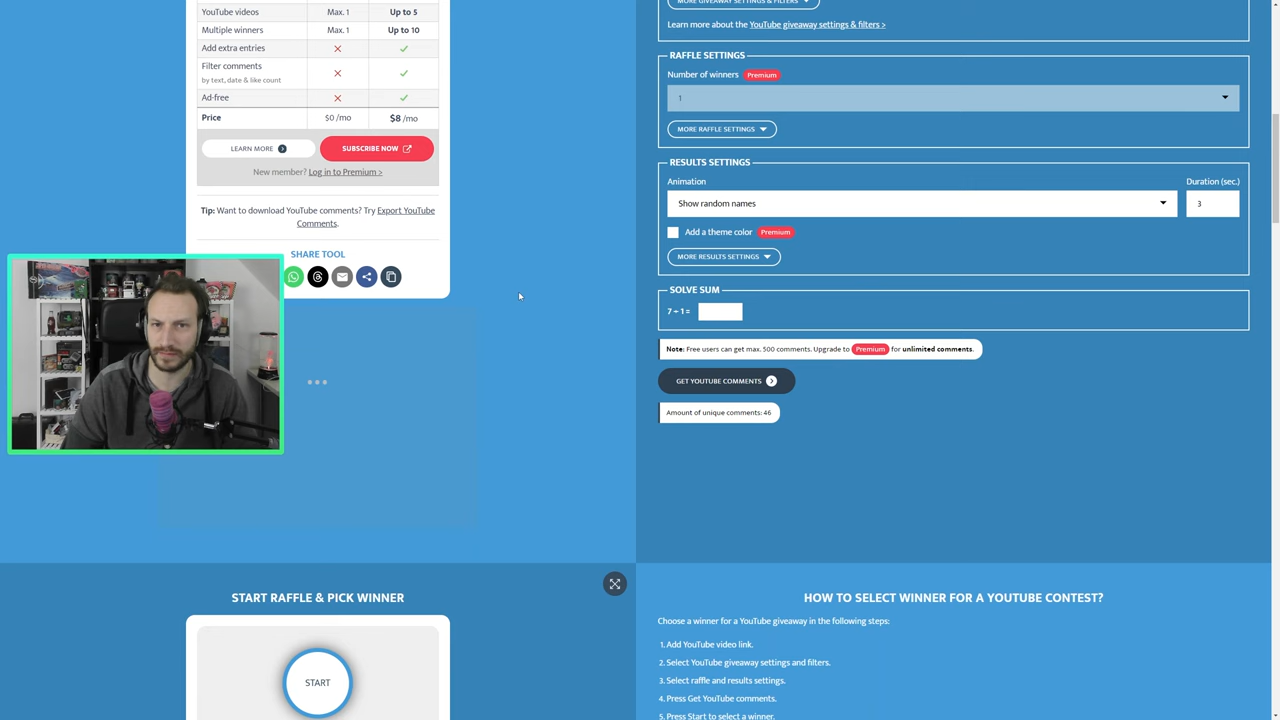 YouTube videos Max. 1 Up to 5
Multiple winners Max. 1 Up to 10
Add extra entries
Filter comments
by text, date & like count
Ad-free
Price $0 /mo $8 /mo
LEARN MORE SUBSCRIBE NOW
New member? Log in to Premium >
Tip: Want to download YouTube comments? Try Export YouTube
Comments.
SHARE TOOL
START RAFFLE & PICK WINNER
START
MORE GIVEAWAY SETTINGS & FILTERS
Learn more about the YouTube giveaway settings & filters >
RAFFLE SETTINGS
Number of winners Premium
1
MORE RAFFLE SETTINGS
RESULTS SETTINGS
Animation Duration (sec.)
Show random names 3
Add a theme color Premium
MORE RESULTS SETTINGS
SOLVE SUM
7 + 1 =
Note: Free users can get max. 500 comments. Upgrade to Premium for unlimited comments.
GET YOUTUBE COMMENTS
Amount of unique comments: 46
HOW TO SELECT WINNER FOR A YOUTUBE CONTEST?
Choose a winner for a YouTube giveaway in the following steps:
1. Add YouTube video link.
2. Select YouTube giveaway settings and filters.
3. Select raffle and results settings.
4. Press Get YouTube comments.
5. Press Start to select a winner.